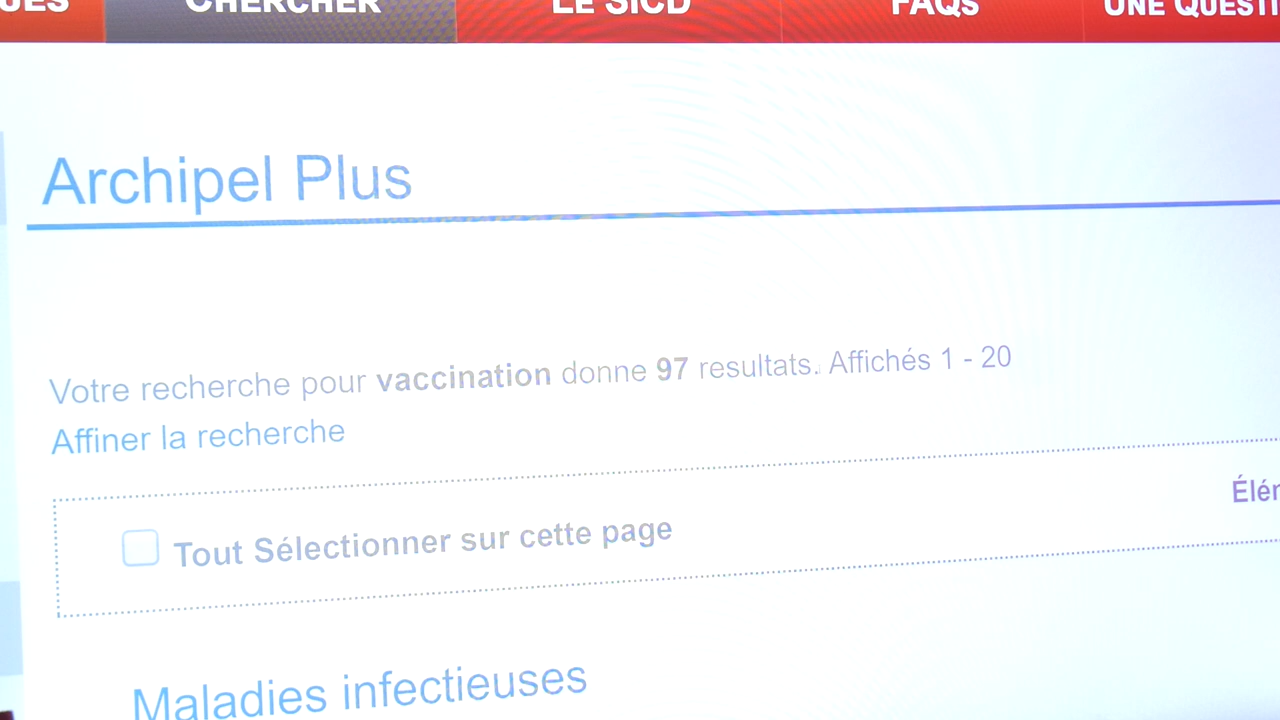 CHERCHER LE SICD FAQs UNE
Archipel Plus
Votre recherche pour vaccination donne 97 resultats. Affichés 1 - 20
Affiner la recherche
Tout Sélectionner sur cette page
Maladies infectieuses